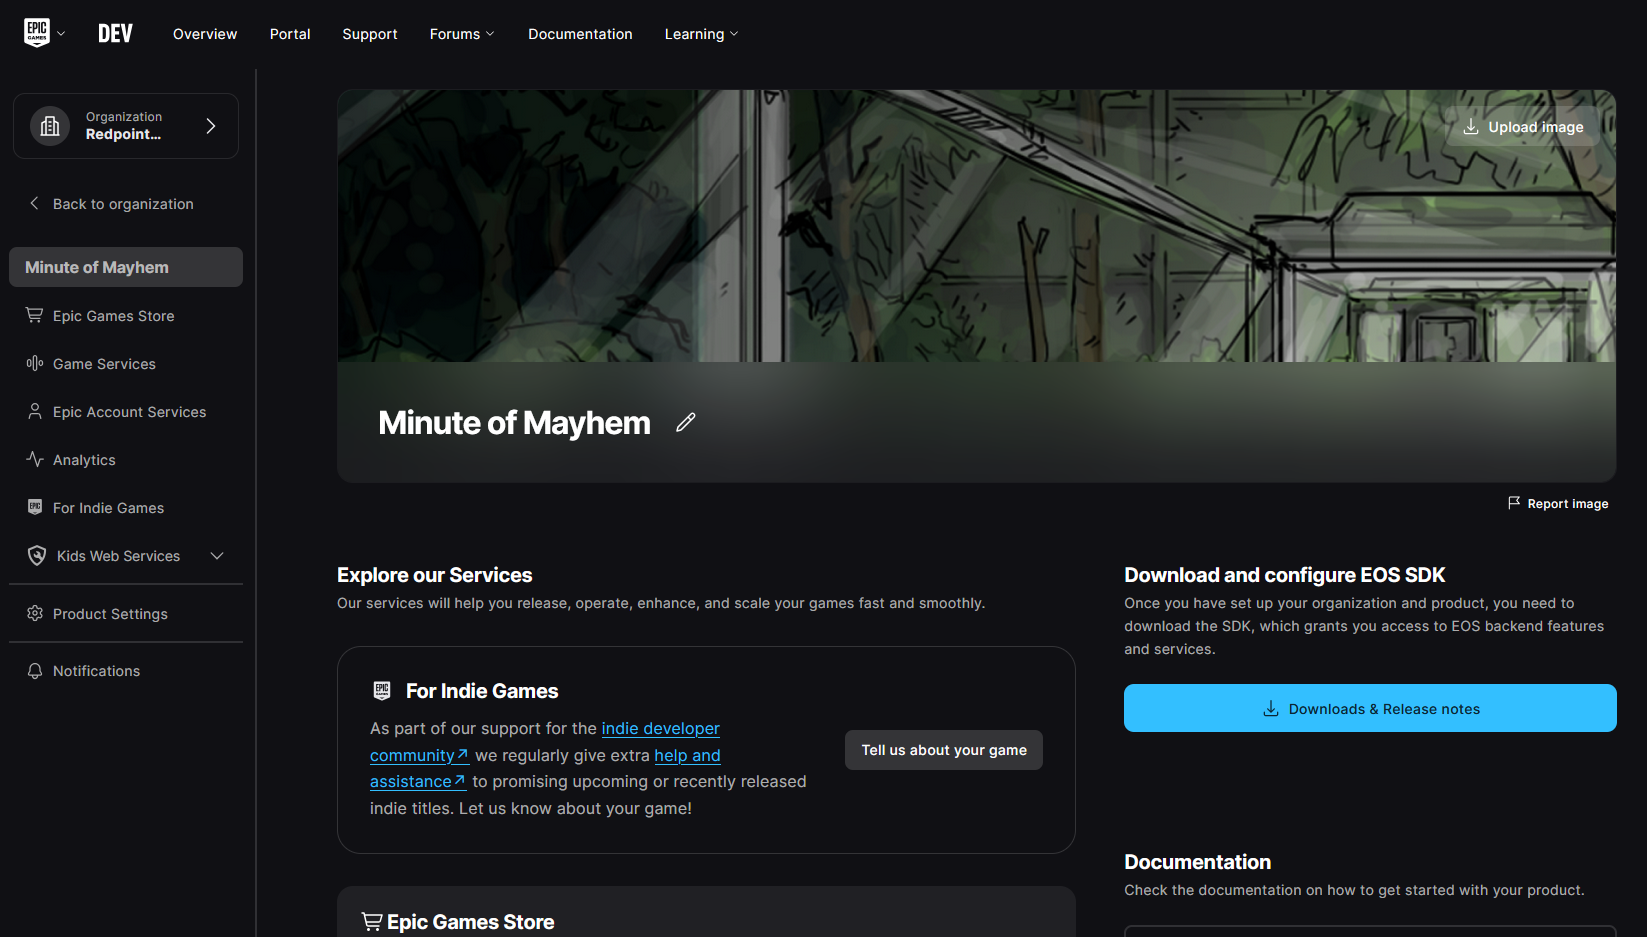 EPIC GAMES
DEV
Overview
Portal
Support
Forums
Documentation
Learning
Organization
Redpoint...
Back to organization
Minute of Mayhem
Epic Games Store
Game Services
Epic Account Services
Analytics
For Indie Games
Kids Web Services
Product Settings
Notifications
Upload image
Minute of Mayhem
Report image
Explore our Services
Our services will help you release, operate, enhance, and scale your games fast and smoothly.
For Indie Games
As part of our support for the indie developer
community↗ we regularly give extra help and
assistance↗ to promising upcoming or recently released
indie titles. Let us know about your game!
Tell us about your game
Epic Games Store
Download and configure EOS SDK
Once you have set up your organization and product, you need to
download the SDK, which grants you access to EOS backend features
and services.
Downloads & Release notes
Documentation
Check the documentation on how to get started with your product.